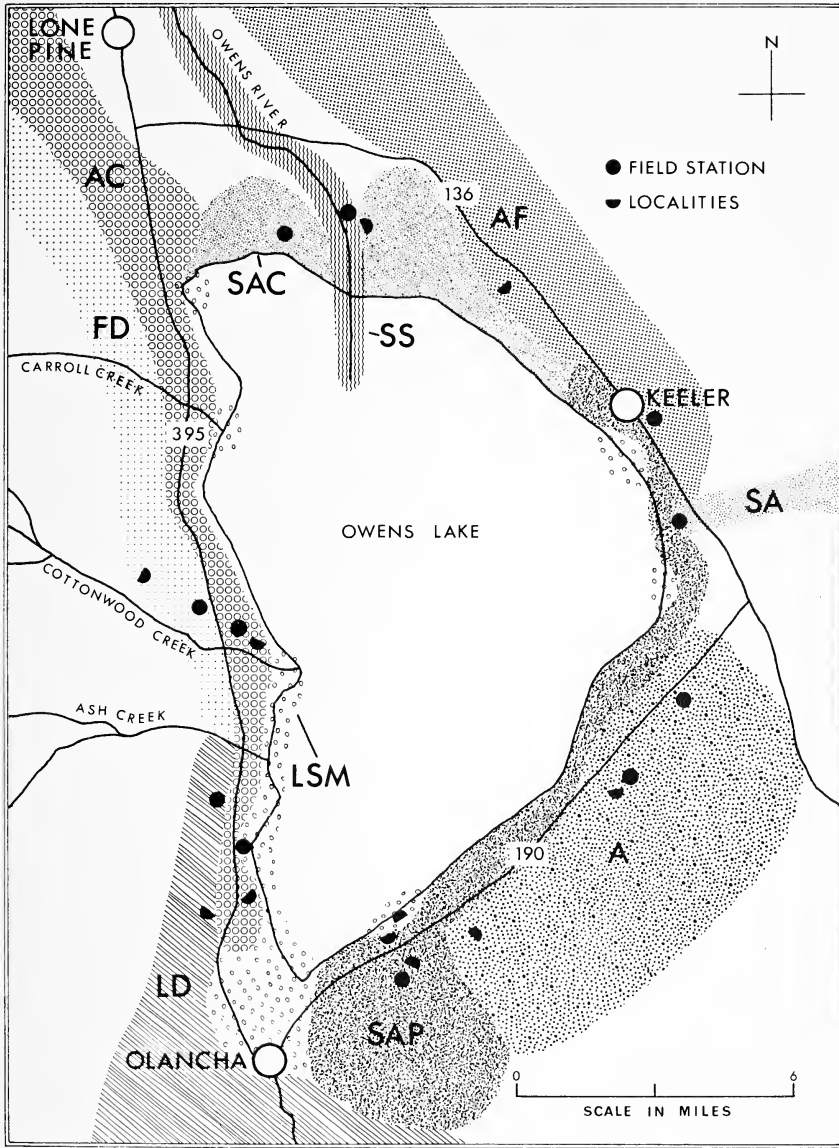 LONE
PINE
OWENS RIVER
N
● FIELD STATION
LOCALITIES
136
AC
AF
SAC
SS
FD
CARROLL CREEK
KEELER
395
SA
OWENS LAKE
COTTONWOOD CREEK
ASH CREEK
LSM
190
A
LD
SAP
OLANCHA
0 6
SCALE IN MILES